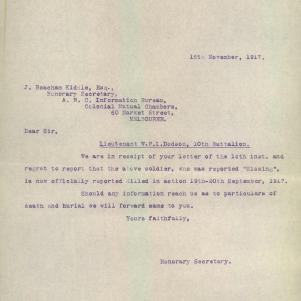 16th November, 1917.
J. Beacham Kiddle, Esq.,
Honorary Secretary,
A. R. C. Information Bureau,
Colonial Mutual Chambers,
60 Market Street,
MELBOURNE.
Dear Sir,
Lieutenant W.P.L.Dodson, 10th Battalion.
We are in receipt of your letter of the 10th inst. and
regret to report that the above soldier, who was reported "Missing",
is now officially reported Killed in action 19th-20th September, 1917.
Should any information reach us as to particulars of
death and burial we will forward same to you.
Yours faithfully,
Honorary Secretary.